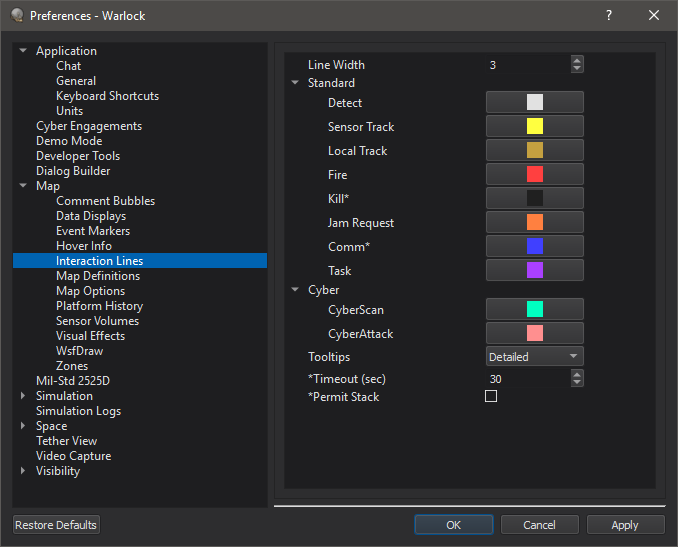 Preferences - Warlock
?
Application
Chat
General
Keyboard Shortcuts
Units
Cyber Engagements
Demo Mode
Developer Tools
Dialog Builder
Map
Comment Bubbles
Data Displays
Event Markers
Hover Info
Interaction Lines
Map Definitions
Map Options
Platform History
Sensor Volumes
Visual Effects
WsfDraw
Zones
Mil-Std 2525D
Simulation
Simulation Logs
Space
Tether View
Video Capture
Visibility
Line Width 3
Standard
Detect
Sensor Track
Local Track
Fire
Kill*
Jam Request
Comm*
Task
Cyber
CyberScan
CyberAttack
Tooltips Detailed
*Timeout (sec) 30
*Permit Stack
Restore Defaults OK Cancel Apply